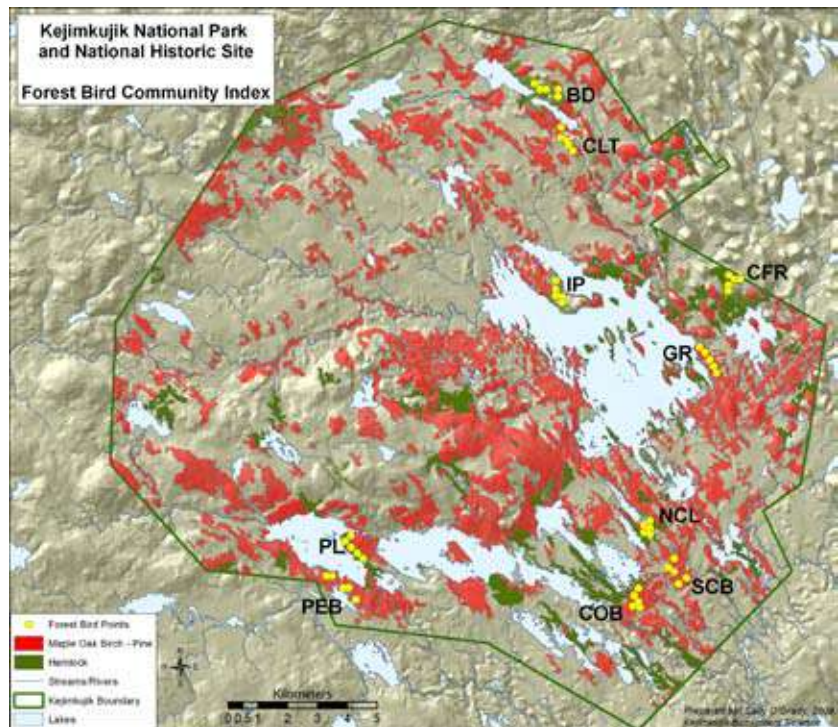 Kejimkujik National Park
and National Historic Site
Forest Bird Community Index
BD
CLT
IP
CFR
GR
NCL
PL
SCB
PEB
COB
Forest Bird Points
Maple Oak Birch - Pine
Hemlock
Streams/Rivers
Kejimkujik Boundary
Lakes
Kilometers
0 0.5 1 2 3 4 5